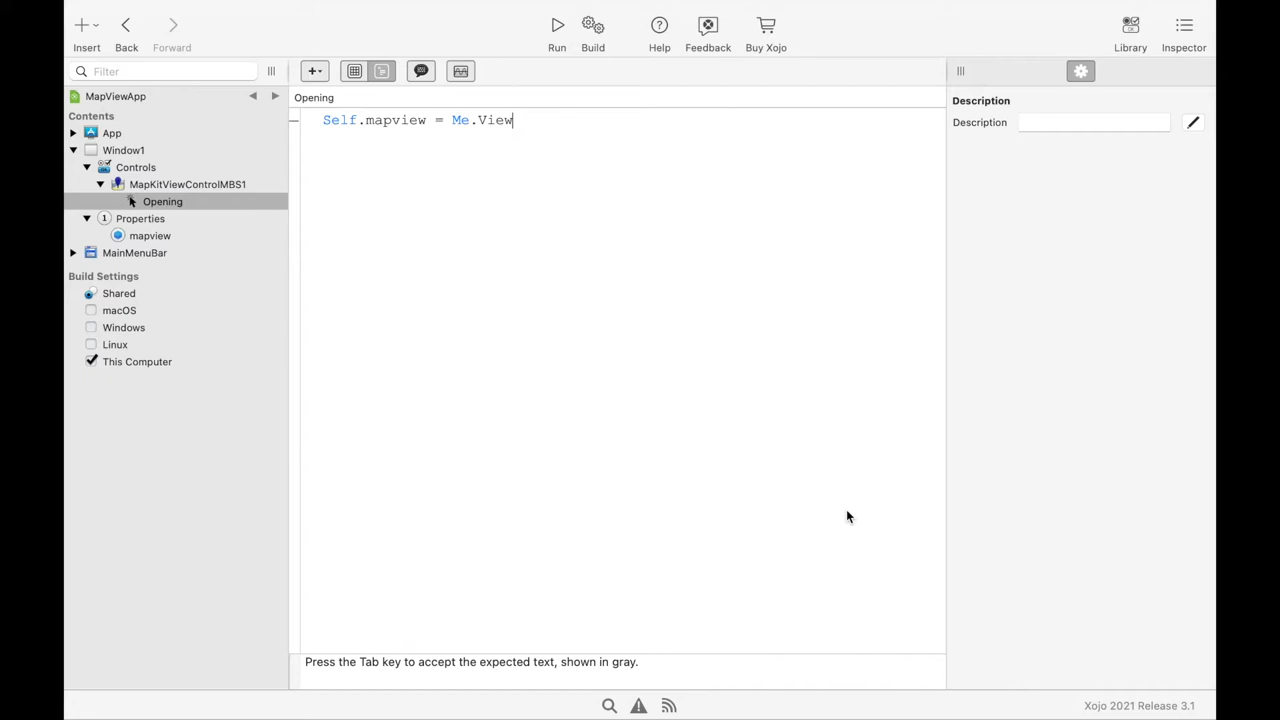 Insert
Back
Forward
Run
Build
Help
Feedback
Buy Xojo
Library
Inspector
Filter
MapViewApp
Contents
App
Window1
Controls
MapKitViewControlMBS1
Opening
Properties
mapview
MainMenuBar
Build Settings
Shared
macOS
Windows
Linux
This Computer
Opening
Self.mapview = Me.View
Press the Tab key to accept the expected text, shown in gray.
Description
Description
Xojo 2021 Release 3.1